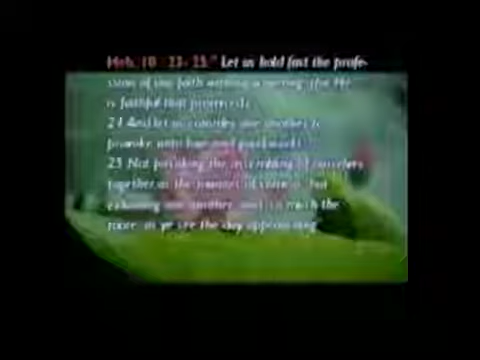 Heb. 10 : 23- 25 " Let us hold fast the profe-
ssion of our faith without wavering; (for He
is faithful that promised;
24 And let us consider one another to
provoke unto love and good works
25 Not forsaking the assembling of ourselves
together, as the manner of some is, but
exhorting one another, and so much the
more, as ye see the day approaching